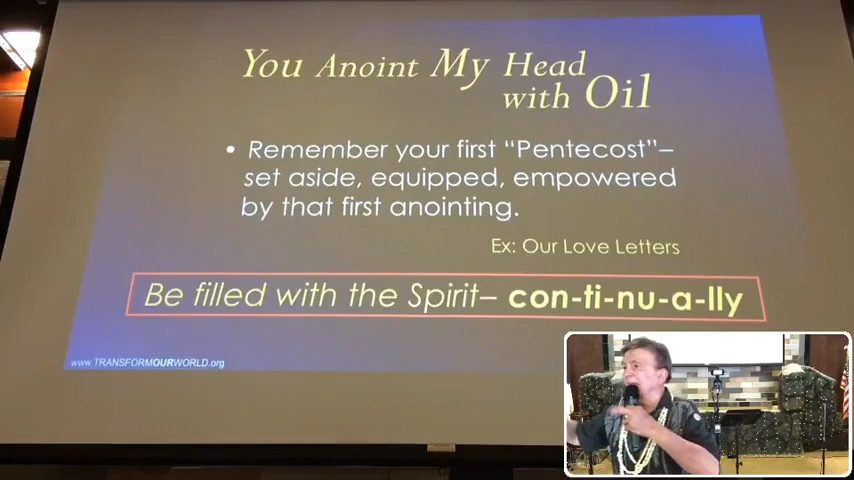 You Anoint My Head
with Oil
• Remember your first “Pentecost”–
set aside, equipped, empowered
by that first anointing.
Ex: Our Love Letters
Be filled with the Spirit– con-ti-nu-a-lly
www.TRANSFORMOURWORLD.org